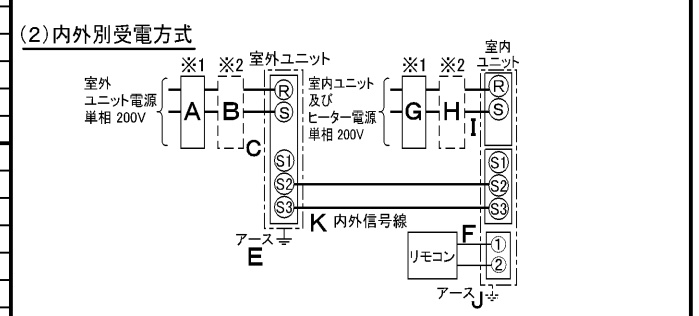 (2)内外別受電方式
※1 ※2 室外ユニット
室外
ユニット電源
単相 200V
A
B
C
R
S
S1
S2
S3
アース
E
※1 ※2
室内
ユニット
室内ユニット
及び
ヒーター電源
単相 200V
G
H
I
R
S
S1
S2
S3
K 内外信号線
リモコン
F
①
②
アース
J